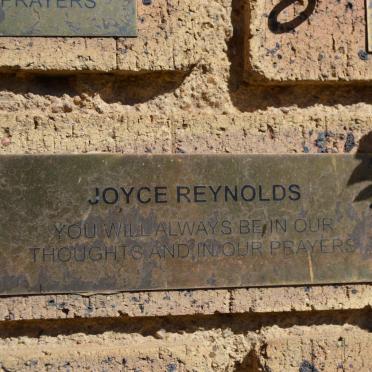 PRAYERS
JOYCE REYNOLDS
YOU WILL ALWAYS BE IN OUR
THOUGHTS AND IN OUR PRAYERS